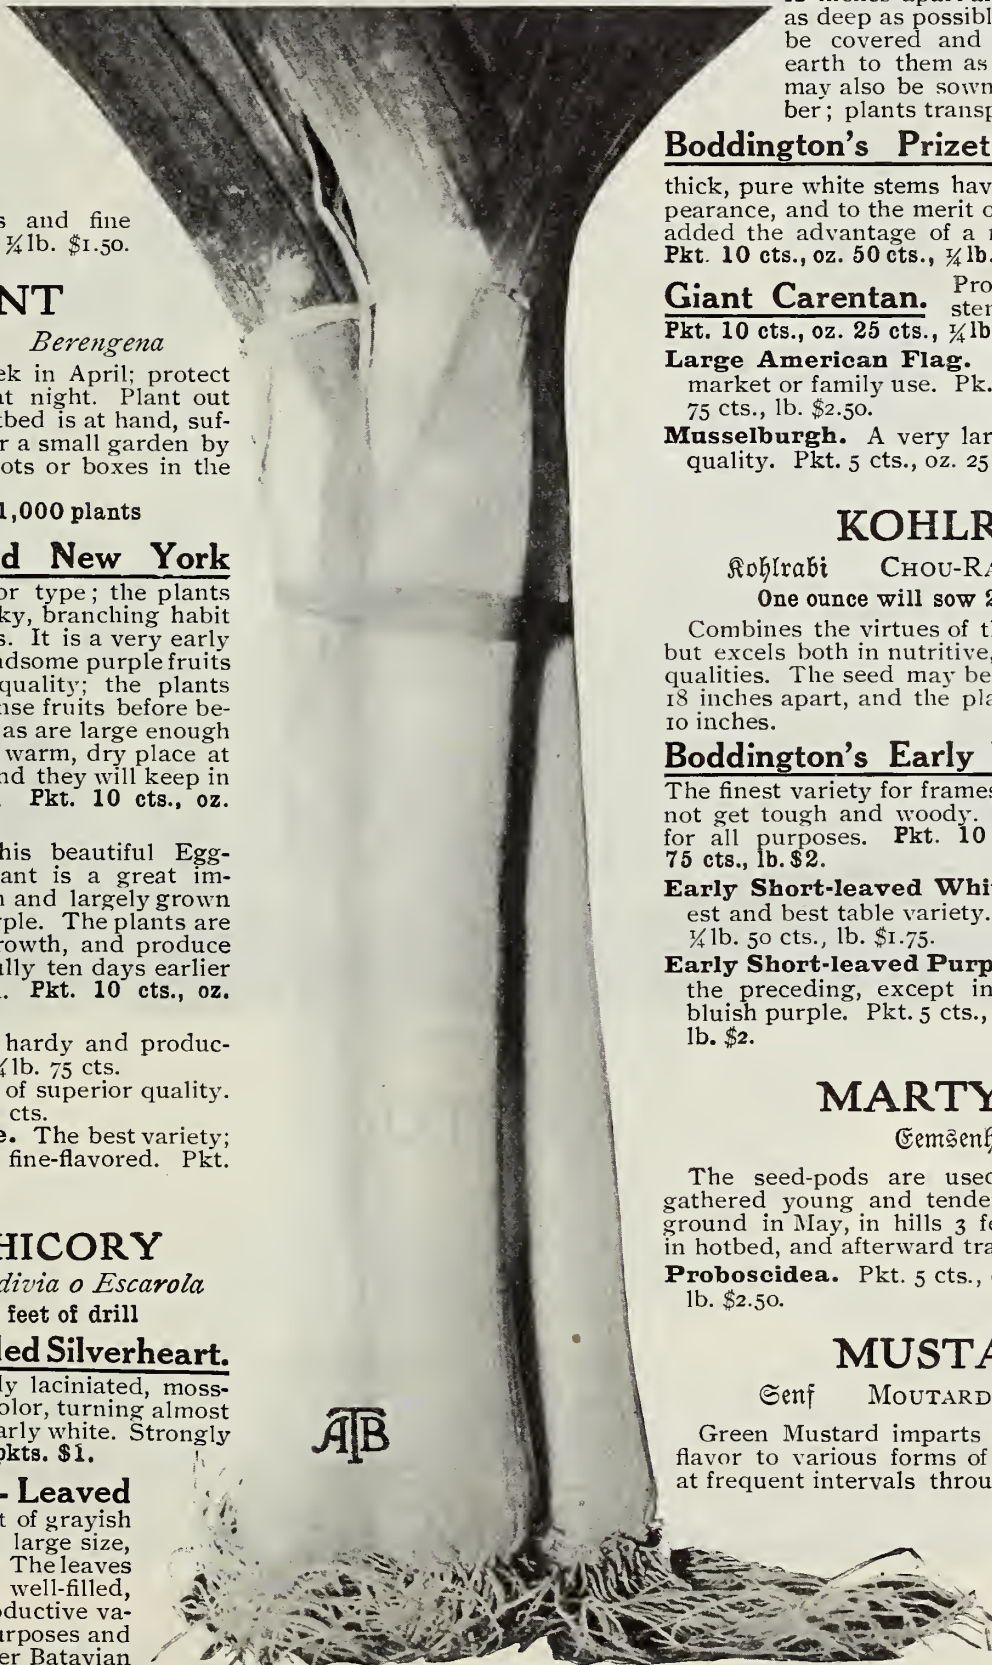 s and fine
¼lb. $1.50.
NT
Berengena
ek in April; protect
at night. Plant out
tbed is at hand, suf-
r a small garden by
ots or boxes in the
1,000 plants
d New York
or type; the plants
ky, branching habit
s. It is a very early
ndsome purple fruits
quality; the plants
nse fruits before be-
as are large enough
warm, dry place at
nd they will keep in
Pkt. 10 cts., oz.
his beautiful Egg-
ant is a great im-
n and largely grown
rple. The plants are
rowth, and produce
ully ten days earlier
. Pkt. 10 cts., oz.
hardy and produc-
¼lb. 75 cts.
of superior quality.
cts.
e. The best variety;
fine-flavored. Pkt.
HICORY
divia o Escarola
feet of drill
led Silverheart.
ly laciniated, moss-
olor, turning almost
arly white. Strongly
pkts. $1.
- Leaved
t of grayish
large size,
The leaves
well-filled,
oductive va-
urposes and
er Batavian
ATB
as deep as possibl
be covered and
earth to them as
may also be sown
ber; plants transp
Boddington's Prizet
thick, pure white stems hav
pearance, and to the merit o
added the advantage of a
Pkt. 10 cts., oz. 50 cts., ¼lb.
Giant Carentan. Pro
ster
Pkt. 10 cts., oz. 25 cts., ¼lb
Large American Flag.
market or family use. Pk.
75 cts., lb. $2.50.
Musselburgh. A very lar
quality. Pkt. 5 cts., oz. 25
KOHLR
Kohlrabi CHOU-RA
One ounce will sow 2
Combines the virtues of t
but excels both in nutritive,
qualities. The seed may be
18 inches apart, and the pla
10 inches.
Boddington's Early
The finest variety for frames
not get tough and woody.
for all purposes. Pkt. 10
75 cts., lb. $2.
Early Short-leaved Whi
est and best table variety.
¼lb. 50 cts., lb. $1.75.
Early Short-leaved Purp
the preceding, except in
bluish purple. Pkt. 5 cts.,
lb. $2.
MARTY
Gemsenh
The seed-pods are used
gathered young and tende
ground in May, in hills 3 fe
in hotbed, and afterward tra
Proboscidea. Pkt. 5 cts.,
lb. $2.50.
MUSTA
Senf MOUTARD
Green Mustard imparts
flavor to various forms of
at frequent intervals throu